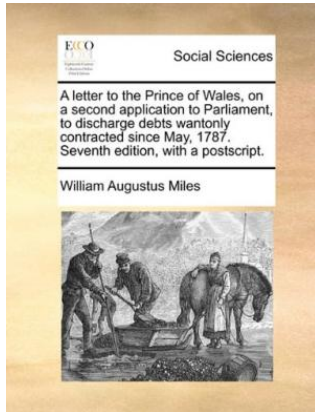 ECCO
Social Sciences
A letter to the Prince of Wales, on
a second application to Parliament,
to discharge debts wantonly
contracted since May, 1787.
Seventh edition, with a postscript.
William Augustus Miles